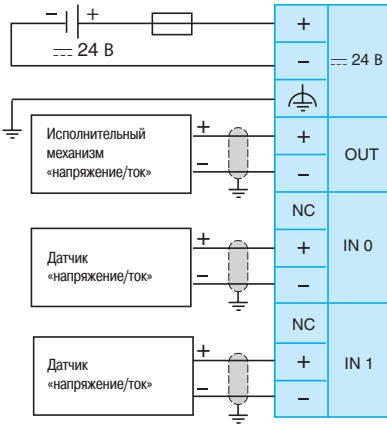 − + +
⎓ 24 В
− ⎓ 24 В
Исполнительный
механизм
«напряжение/ток»
+ +
− −
OUT
NC
Датчик
«напряжение/ток»
+ +
− −
IN 0
NC
Датчик
«напряжение/ток»
+ +
− −
IN 1